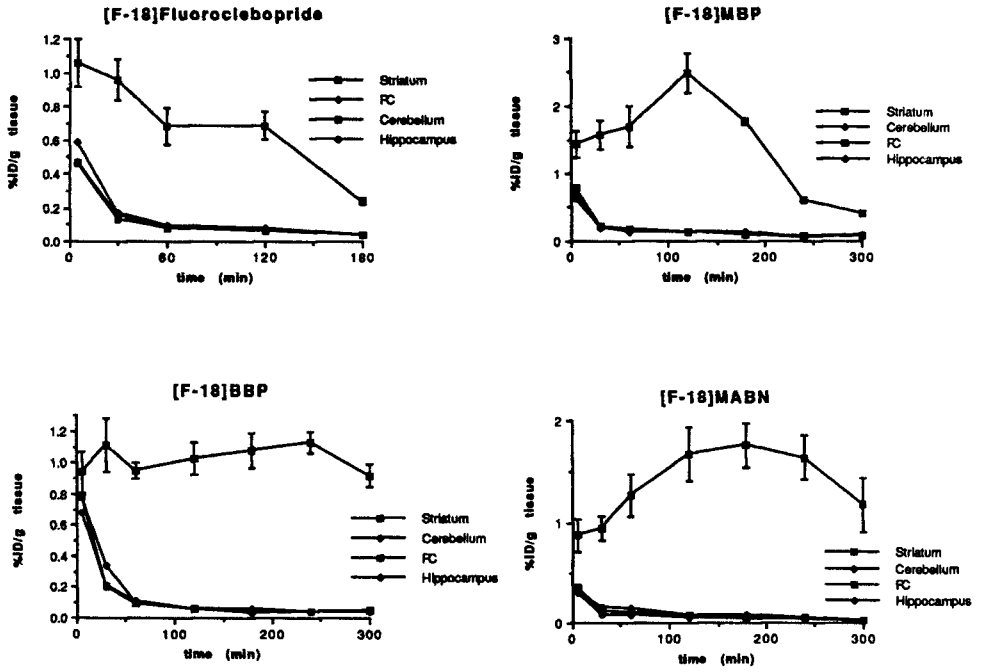 [F-18]Fluoroclebopride
%ID/g tissue
1.2
1.0
0.8
0.6
0.4
0.2
0.0
0
60
120
180
time (min)
Striatum
FC
Cerebellum
Hippocampus
[F-18]MBP
%ID/g tissue
3
2
1
0
0
100
200
300
time (min)
Striatum
Cerebellum
FC
Hippocampus
[F-18]BBP
%ID/g tissue
1.2
1.0
0.8
0.6
0.4
0.2
0.0
0
100
200
300
time (min)
Striatum
Cerebellum
FC
Hippocampus
[F-18]MABN
%ID/g tissue
2
1
0
0
100
200
300
time (min)
Striatum
Cerebellum
FC
Hippocampus